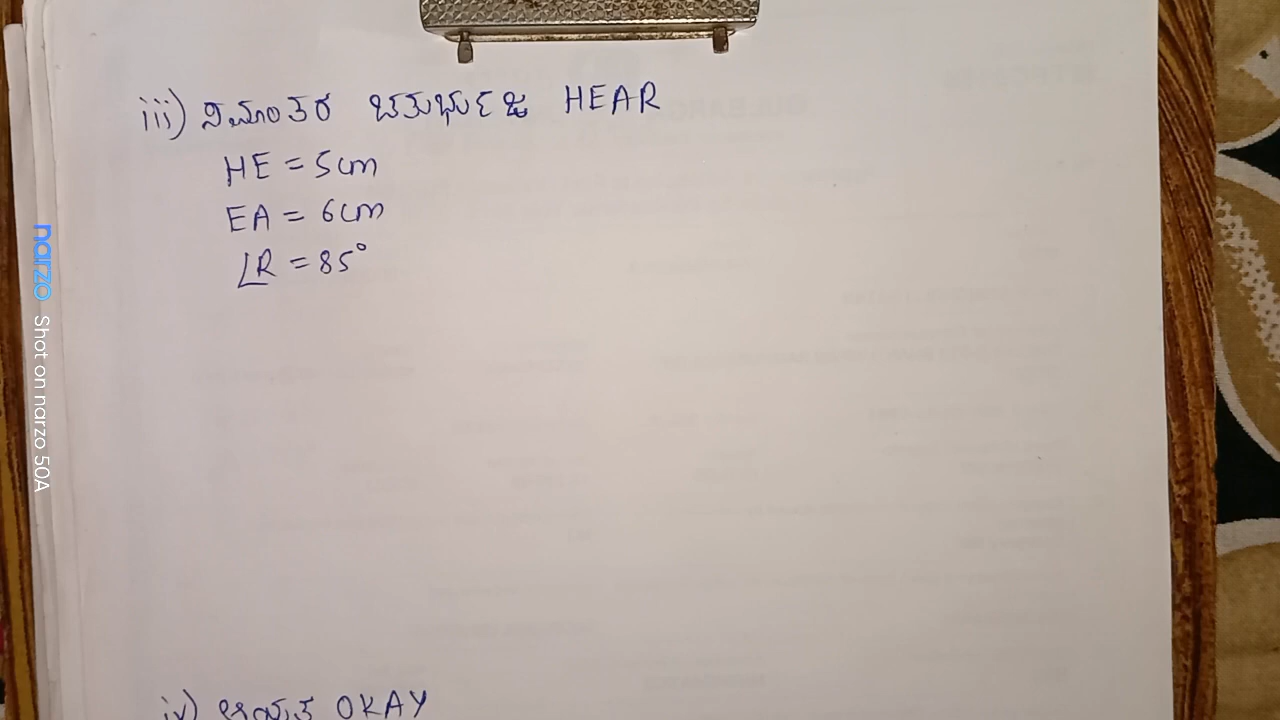 iii) ಸಮಾಂತರ ಚತುರ್ಭುಜ HEAR
HE = 5cm
EA = 6cm
∠R = 85°
iv) ಆಯತ OKAY
narzo Shot on narzo 50A